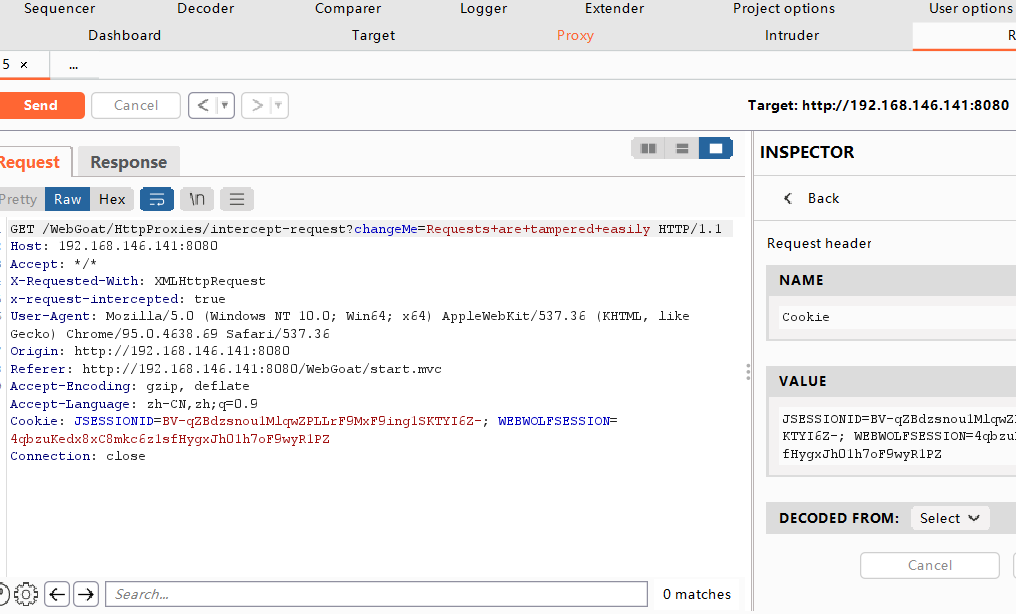 Sequencer Decoder Comparer Logger Extender Project options User options
Dashboard Target Proxy Intruder R
5 × ...
Send Cancel < ▾ > ▾ Target: http://192.168.146.141:8080
Request Response INSPECTOR
Pretty Raw Hex \n
< Back
GET /WebGoat/HttpProxies/intercept-request?changeMe=Requests+are+tampered+easily HTTP/1.1
Host: 192.168.146.141:8080
Accept: */*
X-Requested-With: XMLHttpRequest
x-request-intercepted: true
User-Agent: Mozilla/5.0 (Windows NT 10.0; Win64; x64) AppleWebKit/537.36 (KHTML, like
Gecko) Chrome/95.0.4638.69 Safari/537.36
Origin: http://192.168.146.141:8080
Referer: http://192.168.146.141:8080/WebGoat/start.mvc
Accept-Encoding: gzip, deflate
Accept-Language: zh-CN,zh;q=0.9
Cookie: JSESSIONID=BV-qZBdzsnou1MlqwZPLLrF9MxF9ing1SKTYI6Z-; WEBWOLFSESSION=
4qbzuKedx8xC8mkc6z1sfHygxJh01h7oF9wyR1PZ
Connection: close
Request header
NAME
Cookie
VALUE
JSESSIONID=BV-qZBdzsnou1MlqwZP
KTYI6Z-; WEBWOLFSESSION=4qbzu
fHygxJh01h7oF9wyR1PZ
DECODED FROM: Select
Cancel
Search... 0 matches